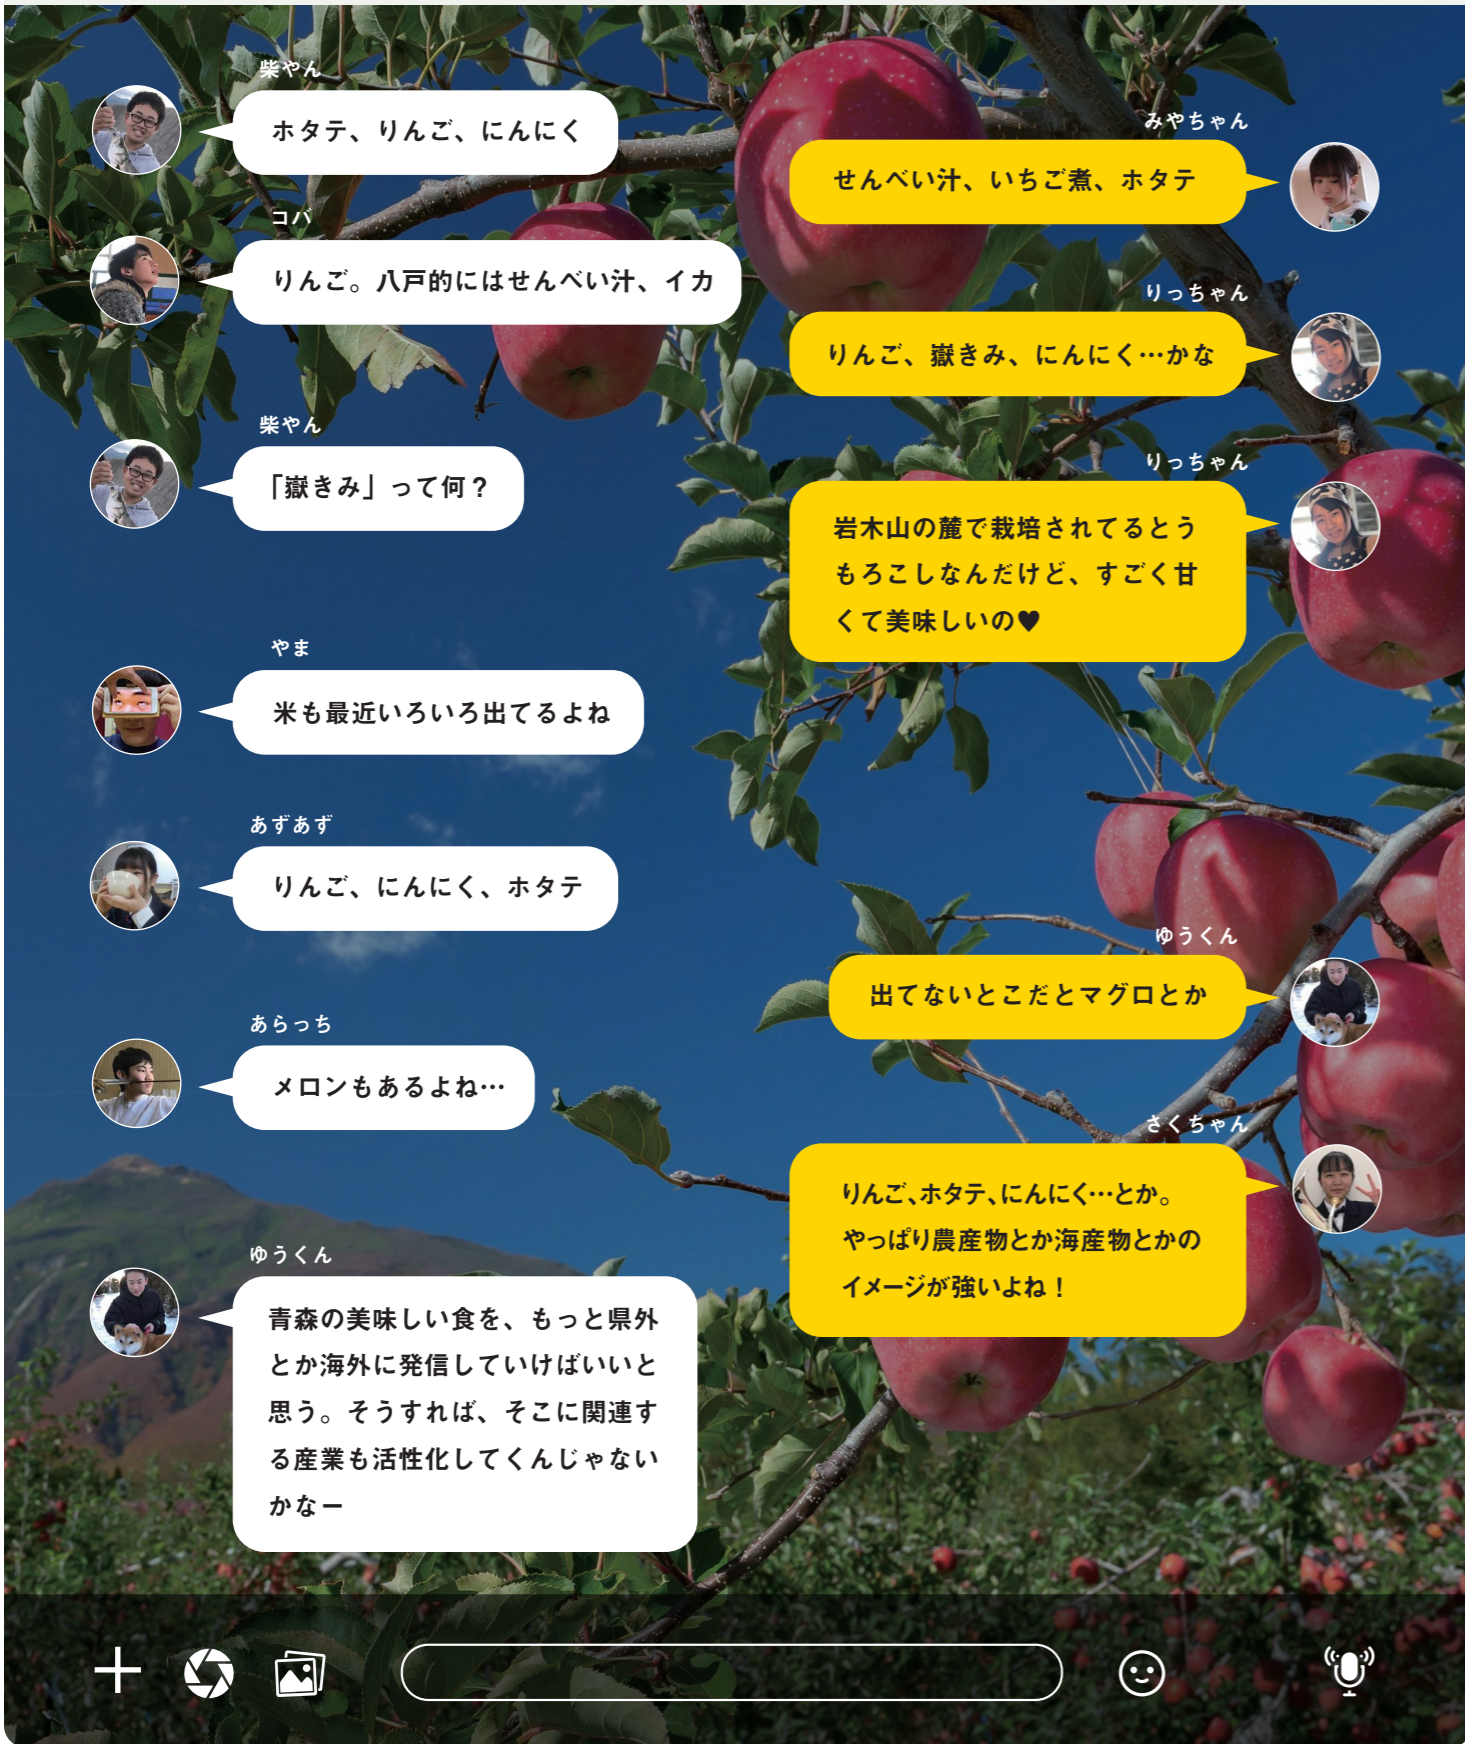 柴やん
ホタテ、りんご、にんにく
みやちゃん
せんべい汁、いちご煮、ホタテ
コバ
りんご。八戸的にはせんべい汁、イカ
りっちゃん
りんご、嶽きみ、にんにく…かな
柴やん
「嶽きみ」って何？
りっちゃん
岩木山の麓で栽培されてるとう
もろこしなんだけど、すごく甘
くて美味しいの♥
やま
米も最近いろいろ出てるよね
あずあず
りんご、にんにく、ホタテ
ゆうくん
出てないとこだとマグロとか
あらっち
メロンもあるよね…
さくちゃん
りんご、ホタテ、にんにく…とか。
やっぱり農産物とか海産物とかの
イメージが強いよね！
ゆうくん
青森の美味しい食を、もっと県外
とか海外に発信していけばいいと
思う。そうすれば、そこに関連す
る産業も活性化してくんじゃない
かなー